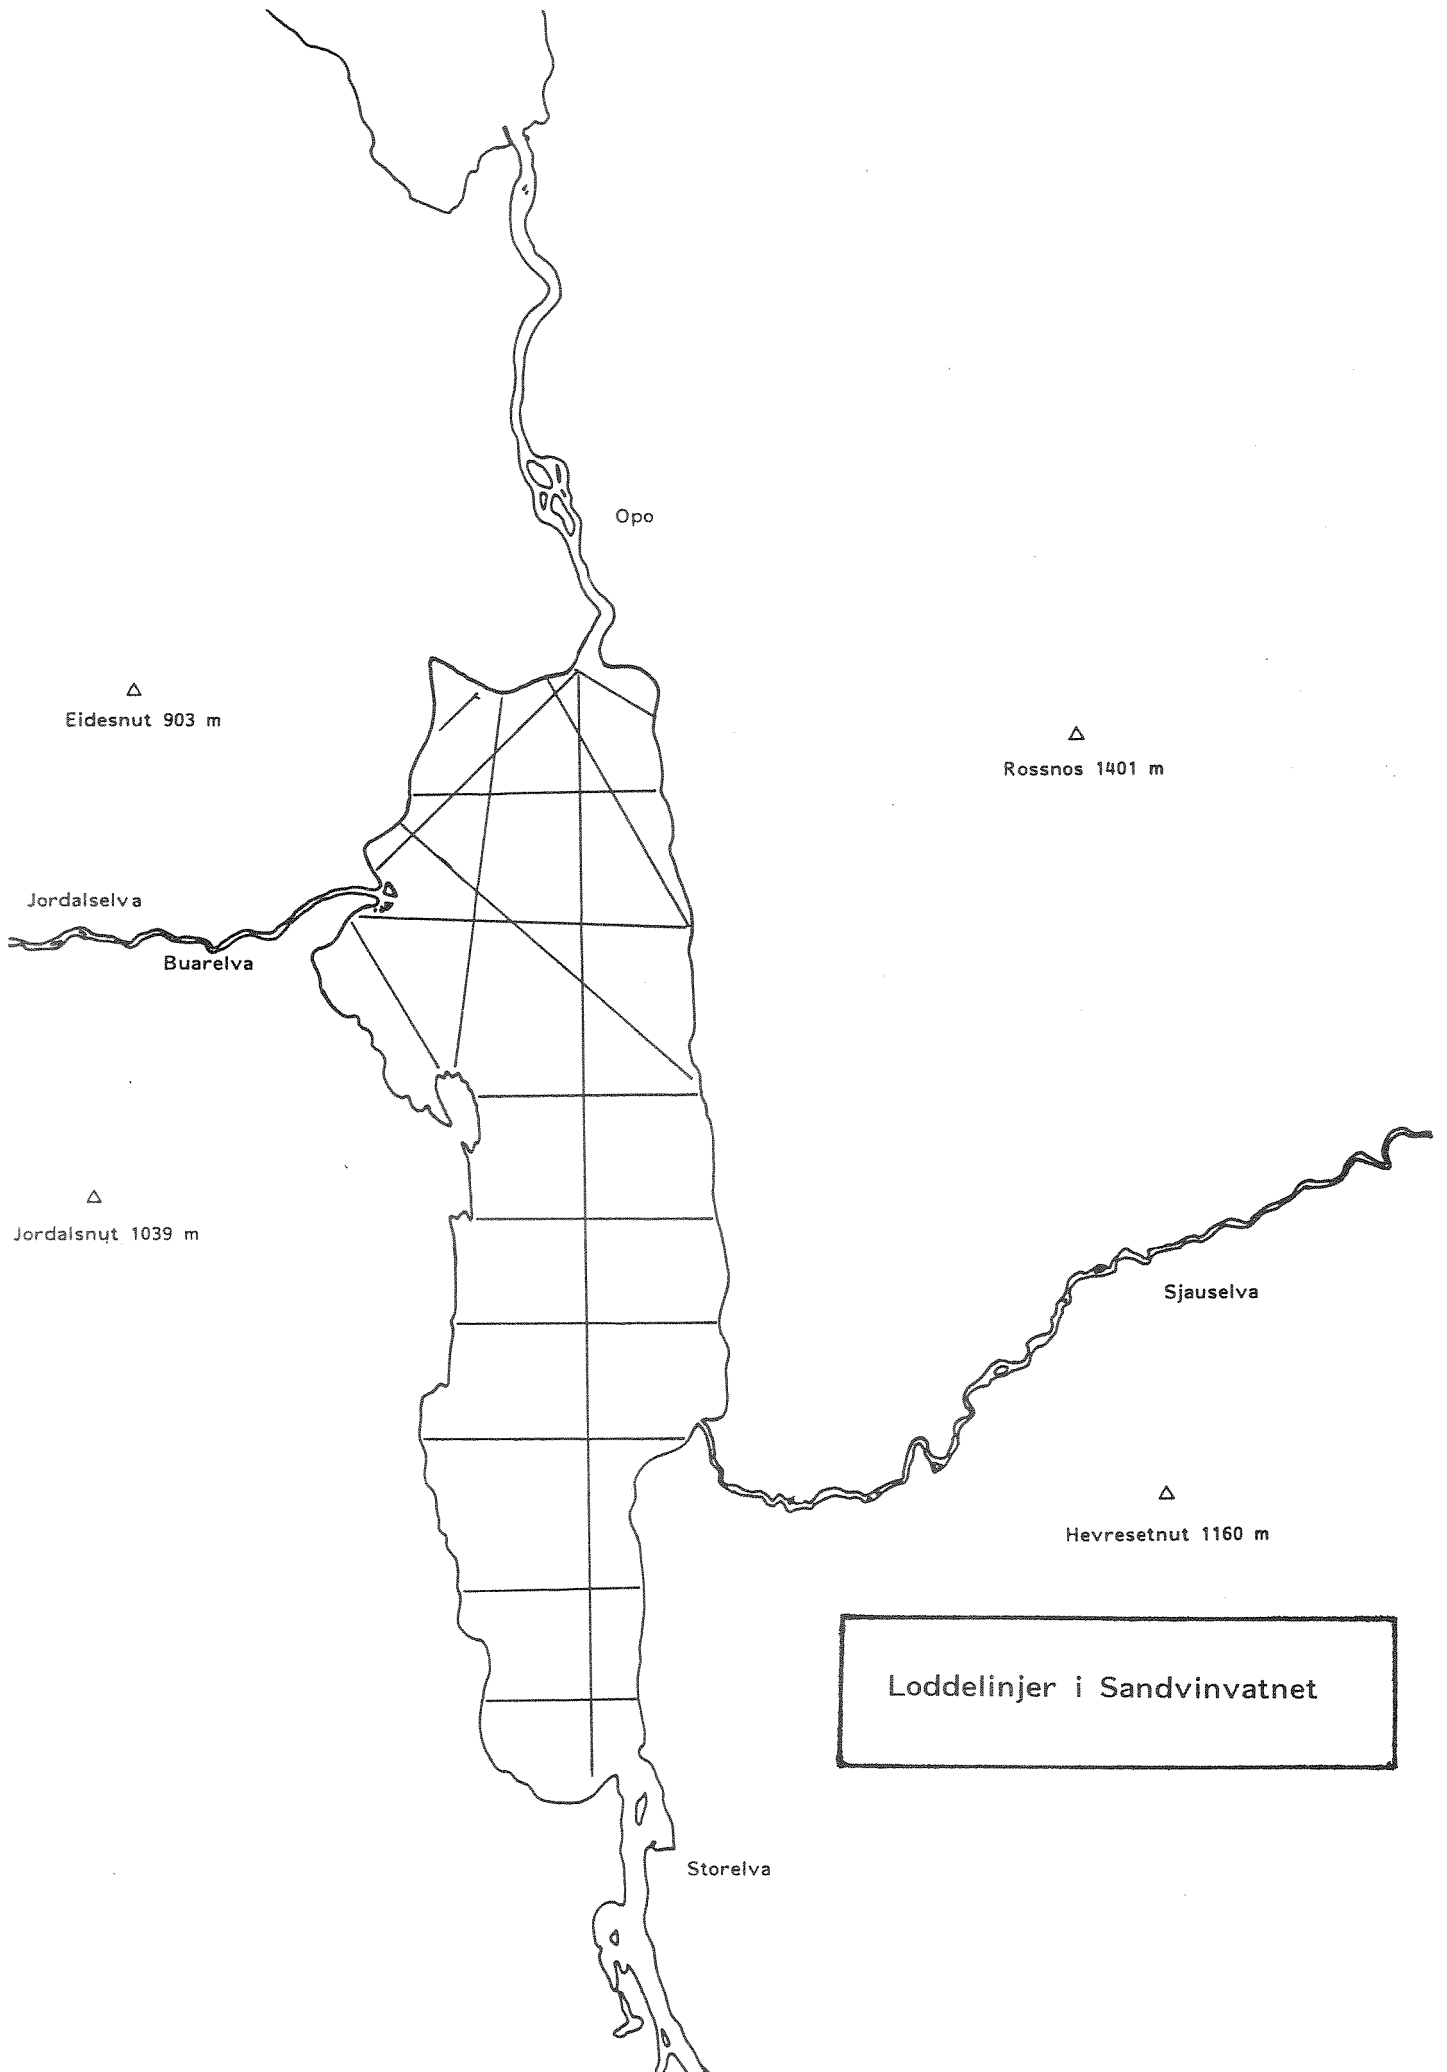 Opo
Eidesnut 903 m
Rossnos 1401 m
Jordalselva
Buarelva
Jordalsnut 1039 m
Sjauselva
Hevresetnut 1160 m
Loddelinjer i Sandvinvatnet
Storelva